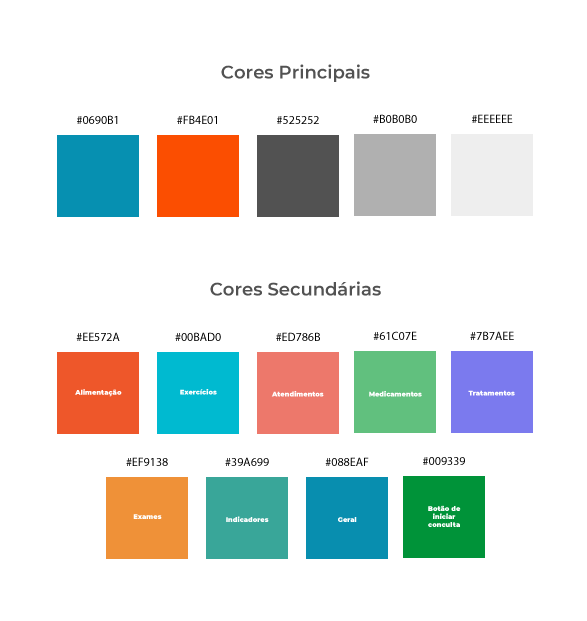 Cores Principais
#0690B1
#FB4E01
#525252
#B0B0B0
#EEEEEE
Cores Secundárias
#EE572A
#00BAD0
#ED786B
#61C07E
#7B7AEE
Alimentação
Exercícios
Atendimentos
Medicamentos
Tratamentos
#EF9138
#39A699
#088EAF
#009339
Exames
Indicadores
Geral
Botão de
iniciar
conculta